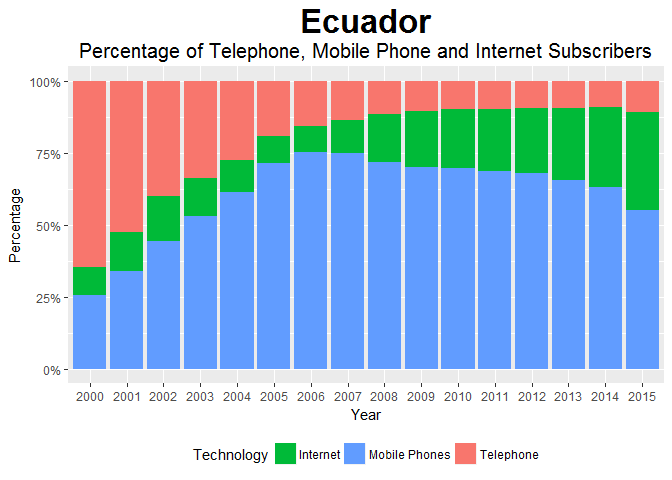 Ecuador
Percentage of Telephone, Mobile Phone and Internet Subscribers
100%
75%
50%
25%
0%
Percentage
2000 2001 2002 2003 2004 2005 2006 2007 2008 2009 2010 2011 2012 2013 2014 2015
Year
Technology Internet Mobile Phones Telephone